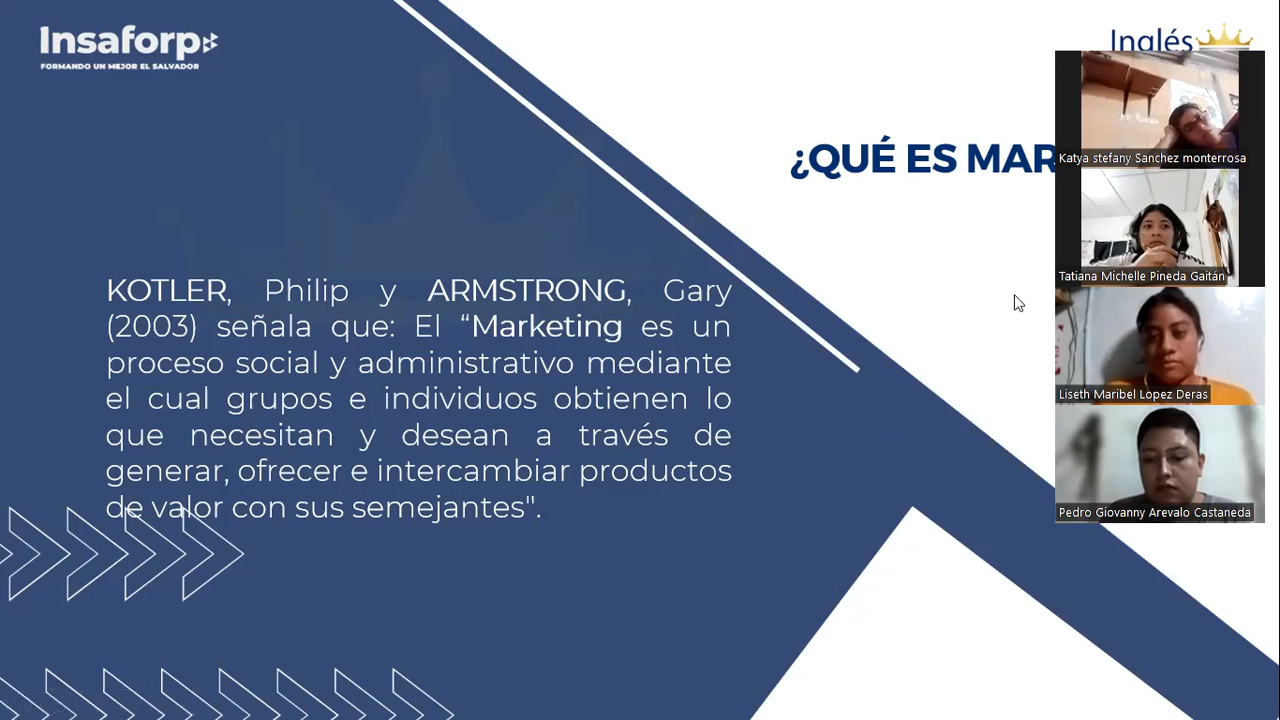 Insaforp
FORMANDO UN MEJOR EL SALVADOR
Inglés
¿QUÉ ES MAR
KOTLER, Philip y ARMSTRONG, Gary
(2003) señala que: El “Marketing es un
proceso social y administrativo mediante
el cual grupos e individuos obtienen lo
que necesitan y desean a través de
generar, ofrecer e intercambiar productos
de valor con sus semejantes".
Katya stefany Sanchez monterrosa
Tatiana Michelle Pineda Gaitán
Liseth Maribel Lopez Deras
Pedro Giovanny Arevalo Castaneda